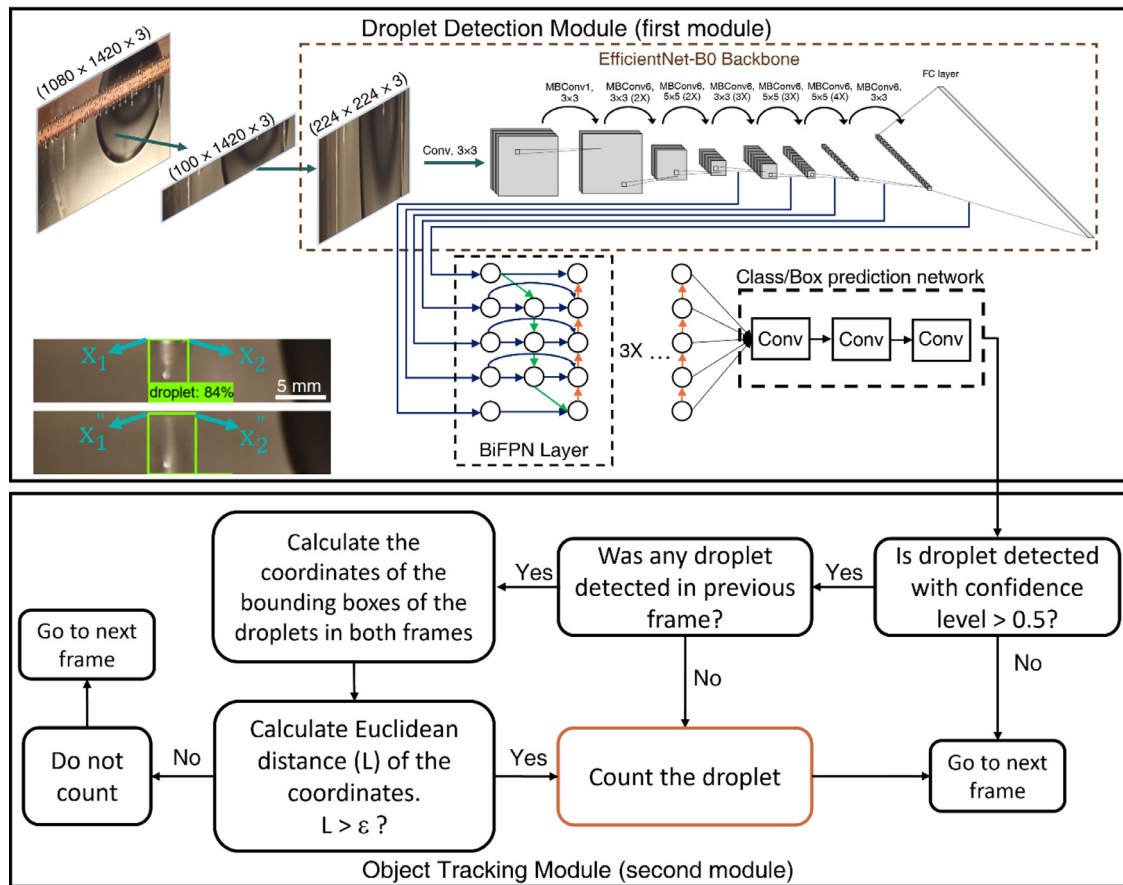 Droplet Detection Module (first module)
EfficientNet-B0 Backbone
(1080 × 1420 × 3)
(100 × 1420 × 3)
(224 × 224 × 3)
Conv, 3×3
MBConv1,
3×3
MBConv6,
3×3 (2X)
MBConv6,
5×5 (2X)
MBConv6,
3×3 (3X)
MBConv6,
5×5 (3X)
MBConv6,
5×5 (4X)
MBConv6,
3×3
FC layer
BiFPN Layer
3X ...
Class/Box prediction network
Conv
Conv
Conv
x₁
x₂
droplet: 84%
5 mm
x₁"
x₂"
Is droplet detected
with confidence
level > 0.5?
Yes
No
Was any droplet
detected in previous
frame?
Yes
No
Calculate the
coordinates of the
bounding boxes of the
droplets in both frames
Calculate Euclidean
distance (L) of the
coordinates.
L > ε ?
No
Yes
Do not
count
Go to next
frame
Count the droplet
Go to next
frame
Object Tracking Module (second module)